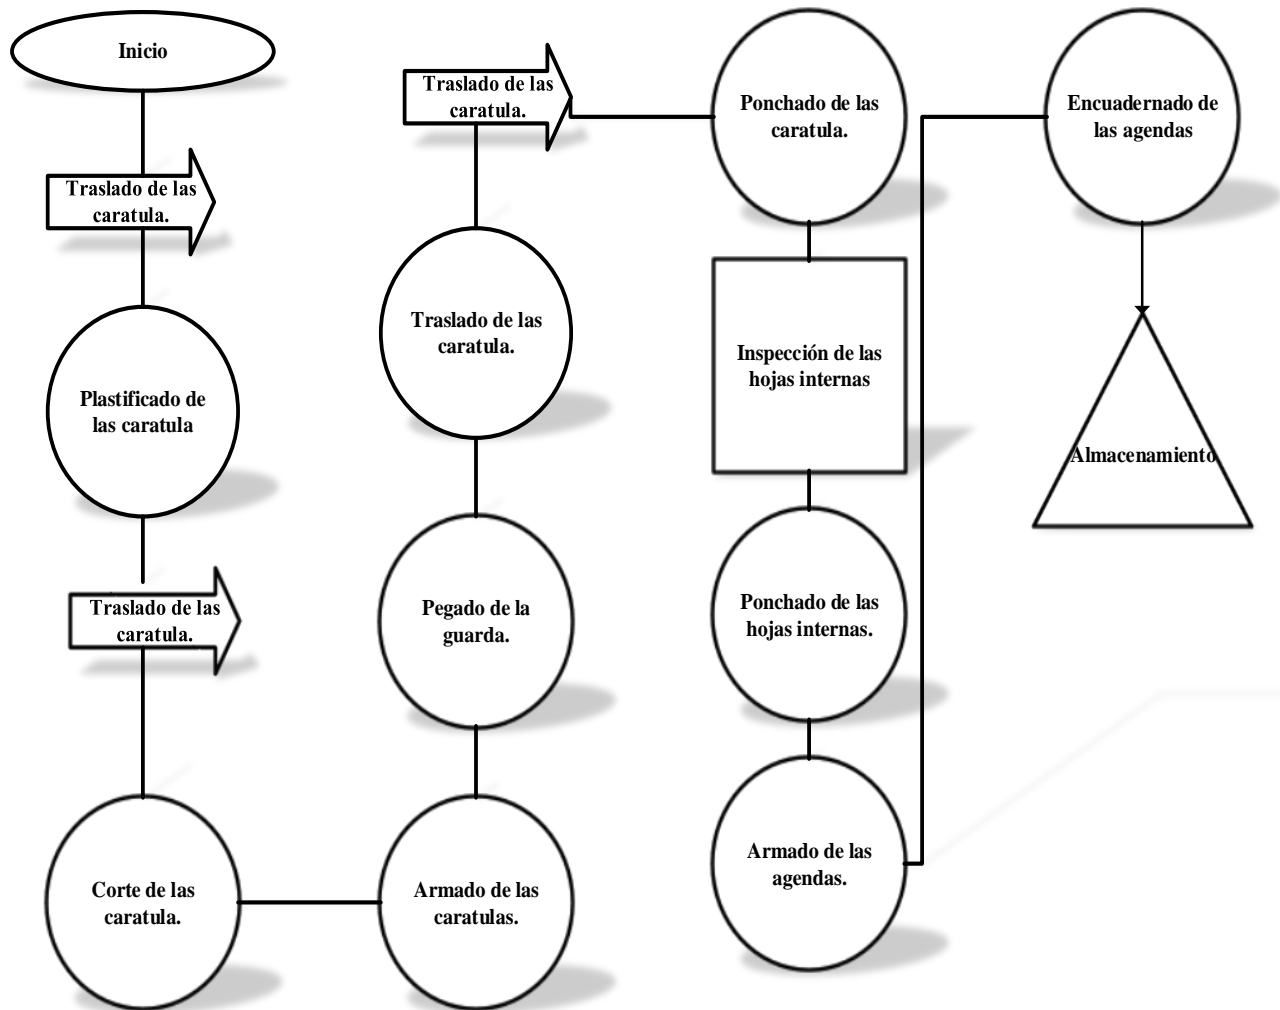 Inicio
Traslado de las
caratula.
Plastificado de
las caratula
Traslado de las
caratula.
Corte de las
caratula.
Armado de las
caratulas.
Pegado de la
guarda.
Traslado de las
caratula.
Traslado de las
caratula.
Ponchado de las
caratula.
Inspección de las
hojas internas
Ponchado de las
hojas internas.
Armado de las
agendas.
Encuadernado de
las agendas
Almacenamiento